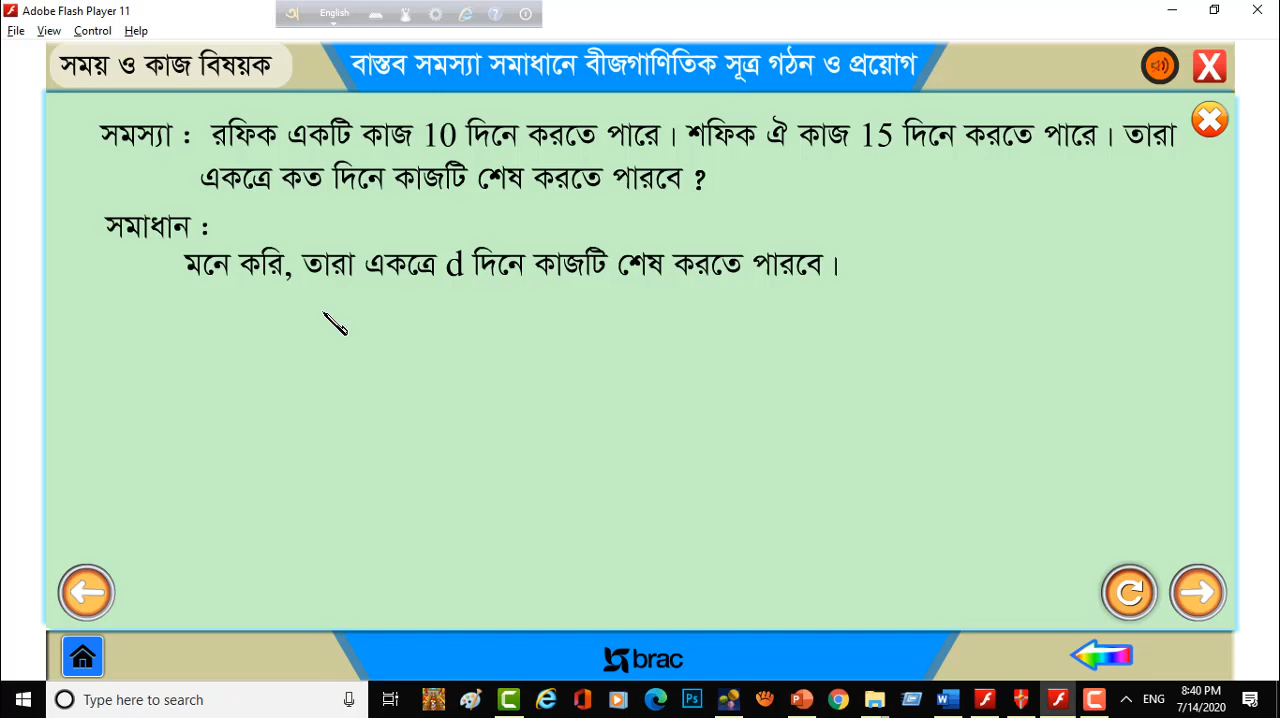 Adobe Flash Player 11
অ English
File View Control Help
সময় ও কাজ বিষয়ক
বাস্তব সমস্যা সমাধানে বীজগাণিতিক সূত্র গঠন ও প্রয়োগ
X
সমস্যা : রফিক একটি কাজ 10 দিনে করতে পারে। শফিক ঐ কাজ 15 দিনে করতে পারে। তারা
একত্রে কত দিনে কাজটি শেষ করতে পারবে ?
সমাধান :
মনে করি, তারা একত্রে d দিনে কাজটি শেষ করতে পারবে।
brac
Type here to search
ENG
8:40 PM
7/14/2020